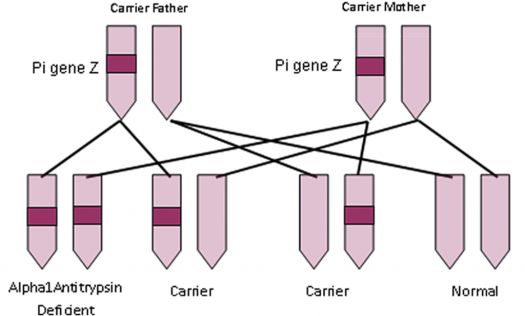 Carrier Father
Carrier Mother
Pi gene Z
Pi gene Z
Alpha1Antitrypsin
Deficient
Carrier
Carrier
Normal